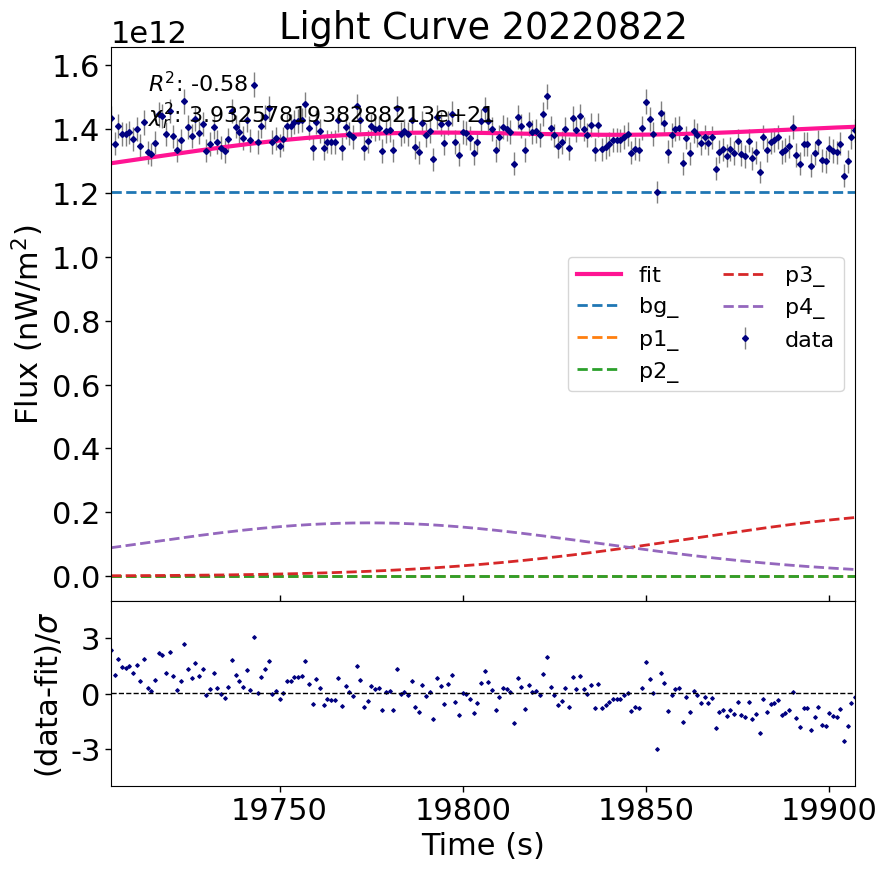 Light Curve 20220822
1e12
R²: -0.58
χ²: 3.9325781938288213e+21
1.6
1.4
1.2
1.0
0.8
0.6
0.4
0.2
0.0
Flux (nW/m²)
fit
bg_
p1_
p2_
p3_
p4_
data
3
0
-3
(data-fit)/σ
19750 19800 19850 19900
Time (s)